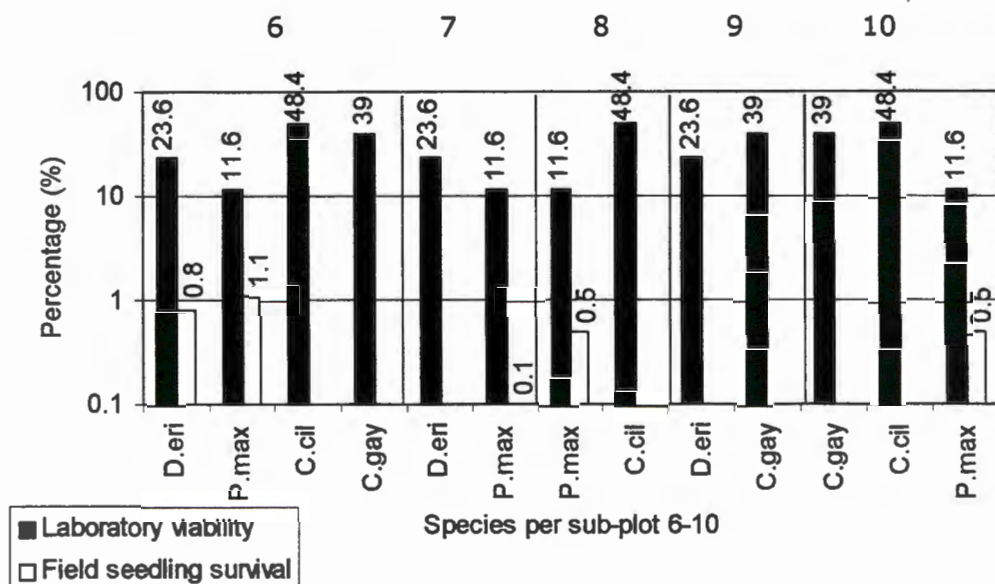 6 7 8 9 10
100
10
1
0.1
Percentage (%)
23.6 0.8 11.6 1.1 48.4 39 23.6 11.6 0.1 11.6 0.5 48.4 23.6 39 39 48.4 11.6 0.5
D.eri P.max C.cil C.gay D.eri P.max P.max C.cil D.eri C.gay C.gay C.cil P.max
Species per sub-plot 6-10
Laboratory viability
Field seedling survival